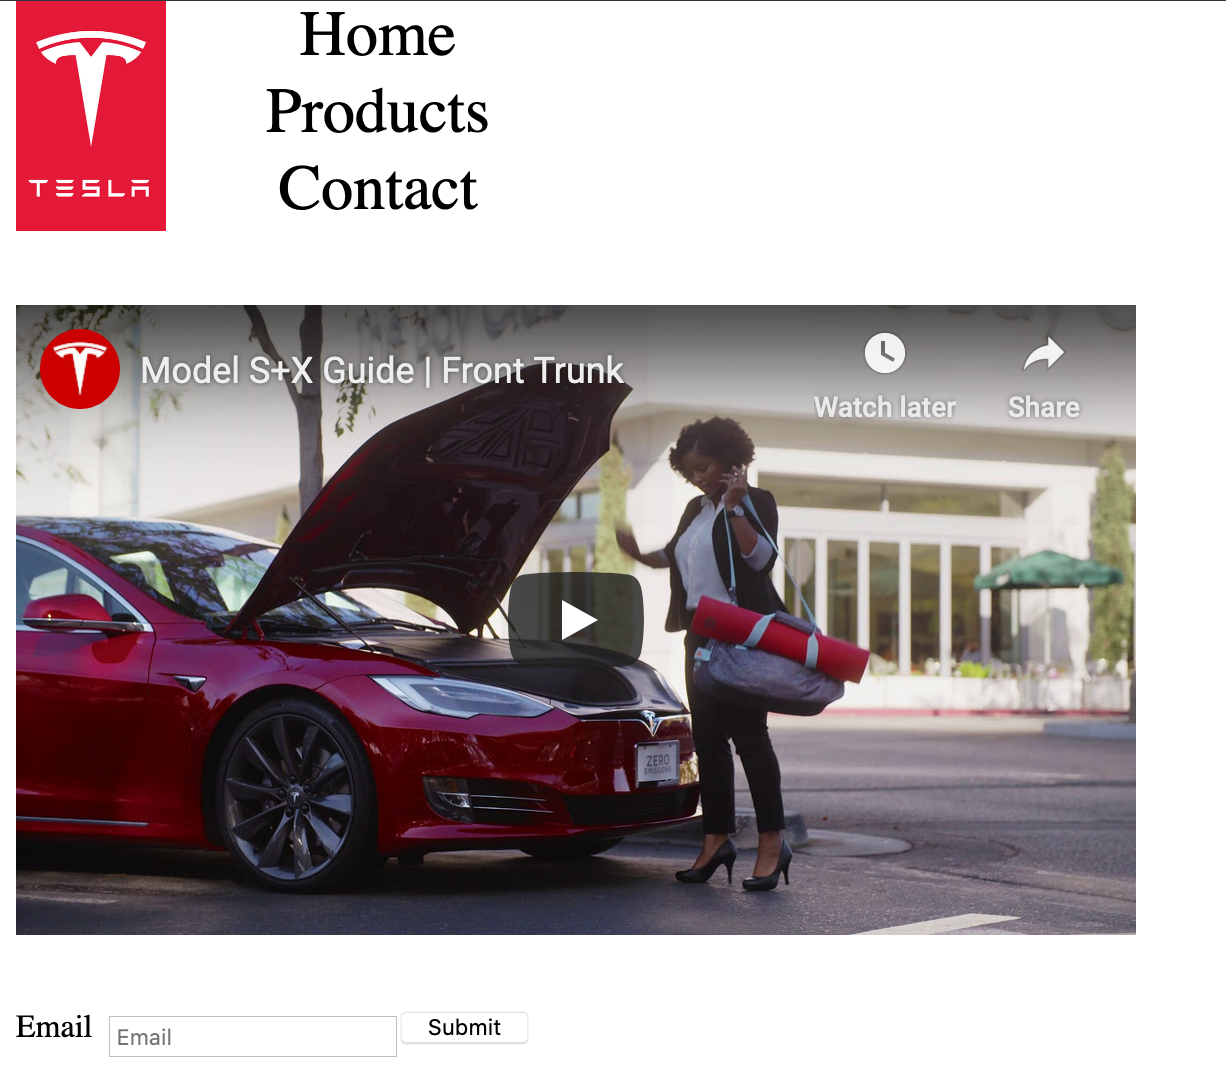 TESLA
Home
Products
Contact
Model S+X Guide | Front Trunk
Watch later
Share
ZERO
EMISSIONS
Email
Email
Submit